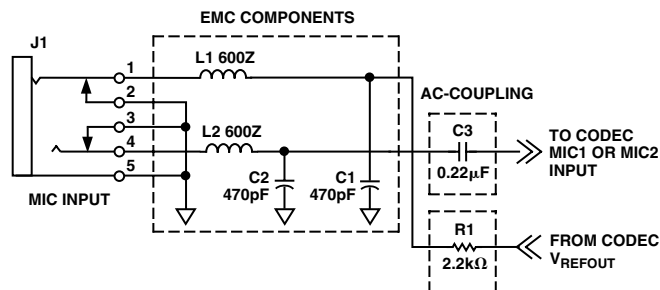 EMC COMPONENTS
J1
1
L1 600Z
2
AC-COUPLING
3
C3
TO CODEC
MIC1 OR MIC2
INPUT
4
L2 600Z
0.22μF
5
C2
470pF
C1
470pF
MIC INPUT
R1
2.2kΩ
FROM CODEC
VREFOUT